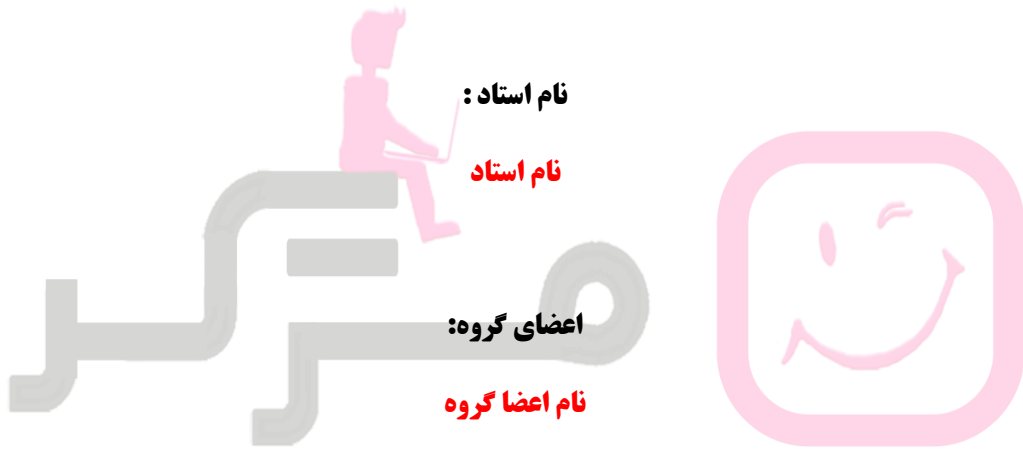 نام استاد :
نام استاد
اعضای گروه:
نام اعضا گروه